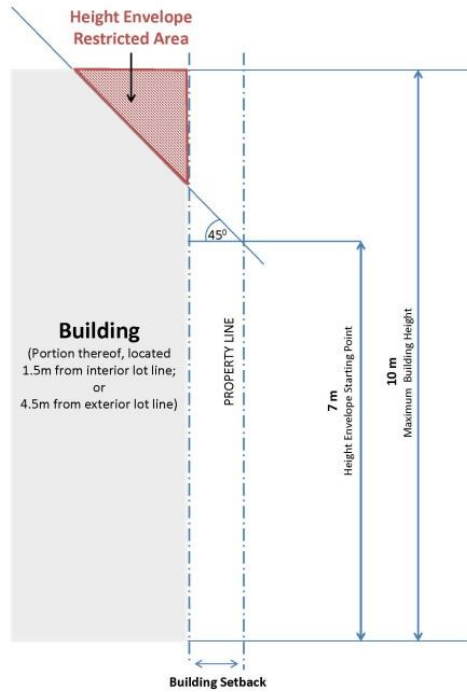 Height Envelope
Restricted Area
45⁰
Building
(Portion thereof, located
1.5m from interior lot line;
or
4.5m from exterior lot line)
PROPERTY LINE
7 m
Height Envelope Starting Point
10 m
Maximum Building Height
Building Setback